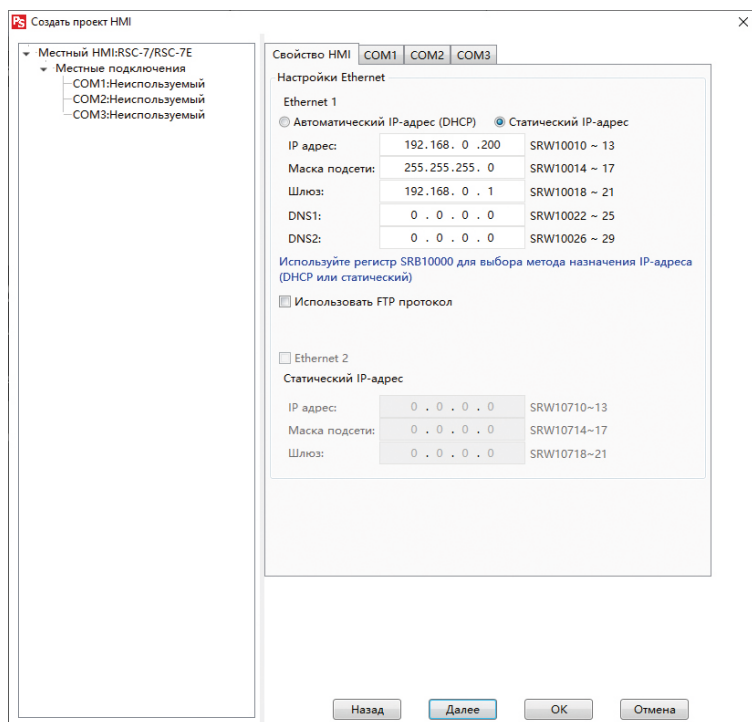 PS Создать проект HMI
Местный HMI:RSC-7/RSC-7E
Местные подключения
COM1:Неиспользуемый
COM2:Неиспользуемый
COM3:Неиспользуемый
Свойство HMI COM1 COM2 COM3
Настройки Ethernet
Ethernet 1
Автоматический IP-адрес (DHCP) Статический IP-адрес
IP адрес: 192.168. 0 .200 SRW10010 ~ 13
Маска подсети: 255.255.255. 0 SRW10014 ~ 17
Шлюз: 192.168. 0 . 1 SRW10018 ~ 21
DNS1: 0 . 0 . 0 . 0 SRW10022 ~ 25
DNS2: 0 . 0 . 0 . 0 SRW10026 ~ 29
Используйте регистр SRB10000 для выбора метода назначения IP-адреса
(DHCP или статический)
Использовать FTP протокол
Ethernet 2
Статический IP-адрес
IP адрес: 0 . 0 . 0 . 0 SRW10710~13
Маска подсети: 0 . 0 . 0 . 0 SRW10714~17
Шлюз: 0 . 0 . 0 . 0 SRW10718~21
Назад Далее OK Отмена